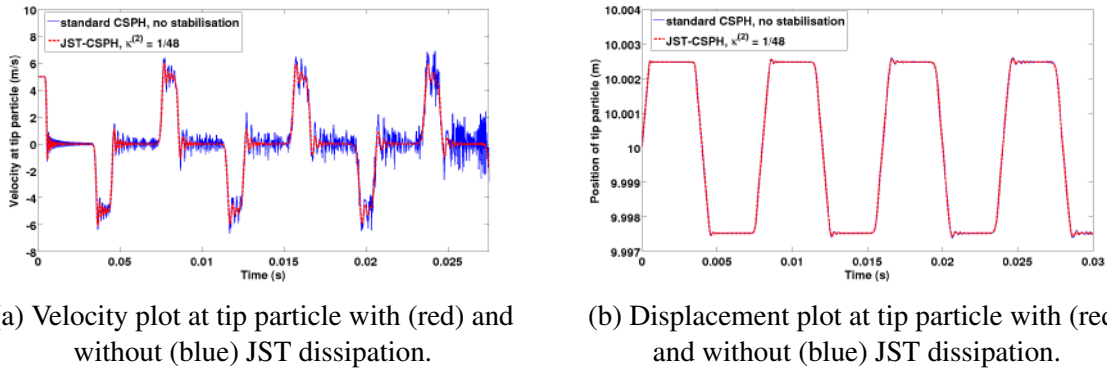 10
8
6
4
2
0
-2
-4
-6
-8
Velocity at tip particle (m/s)
standard CSPH, no stabilisation
JST-CSPH, κ(2) = 1/48
0
0.005
0.01
0.015
0.02
0.025
Time (s)
10.004
10.003
10.002
10.001
10
9.999
9.998
9.997
Position of tip particle (m)
standard CSPH, no stabilisation
JST-CSPH, κ(2) = 1/48
0
0.005
0.01
0.015
0.02
0.025
0.03
Time (s)
a) Velocity plot at tip particle with (red) and
without (blue) JST dissipation.
(b) Displacement plot at tip particle with (red
and without (blue) JST dissipation.